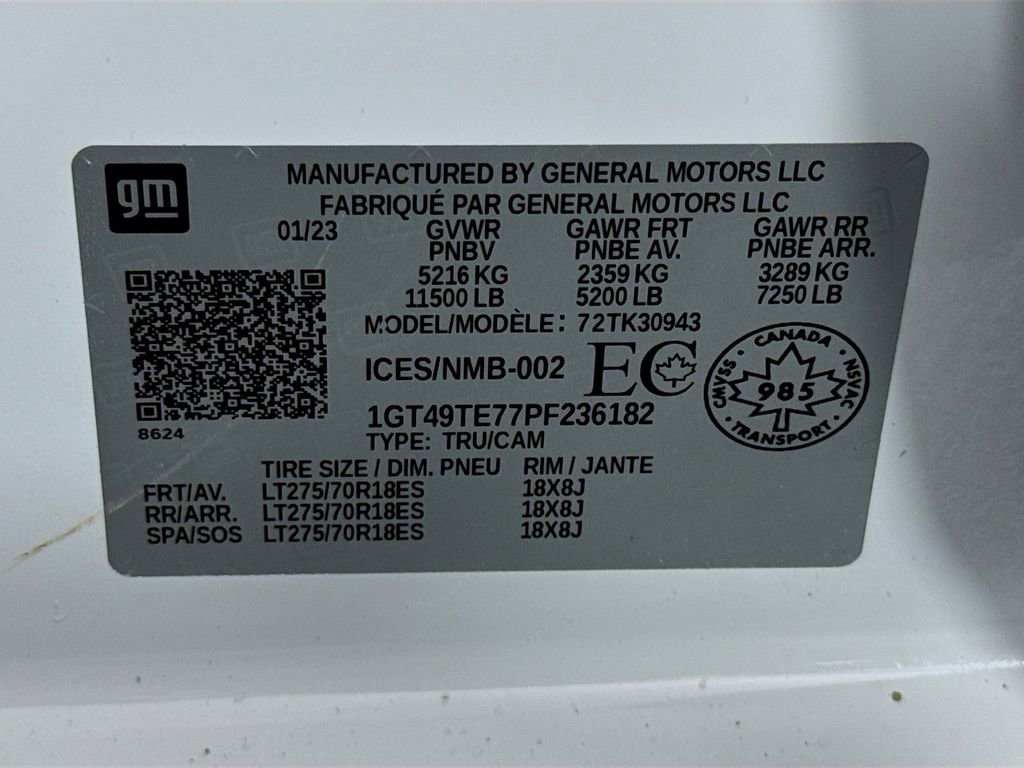 gm
MANUFACTURED BY GENERAL MOTORS LLC
FABRIQUÉ PAR GENERAL MOTORS LLC
01/23 GVWR GAWR FRT GAWR RR
PNBV PNBE AV. PNBE ARR.
5216 KG 2359 KG 3289 KG
11500 LB 5200 LB 7250 LB
MODEL/MODÈLE: 72TK30943
ICES/NMB-002 EC
CANADA
CMVSS • 985 • NSVAC
TRANSPORT
1GT49TE77PF236182
8624
TYPE: TRU/CAM
TIRE SIZE / DIM. PNEU RIM / JANTE
FRT/AV. LT275/70R18ES 18X8J
RR/ARR. LT275/70R18ES 18X8J
SPA/SOS LT275/70R18ES 18X8J